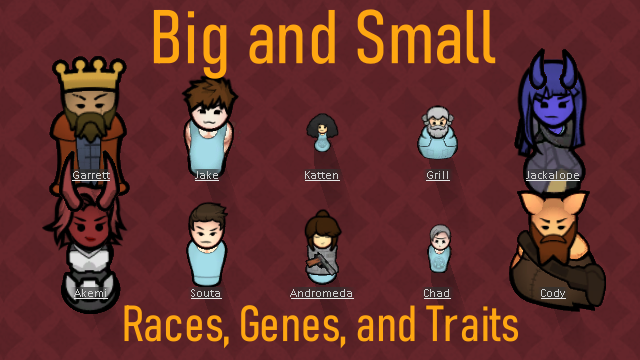 Big and Small
Garrett Jake Katten Grill Jackalope
Akemi Souta Andromeda Chad Cody
Races, Genes, and Traits